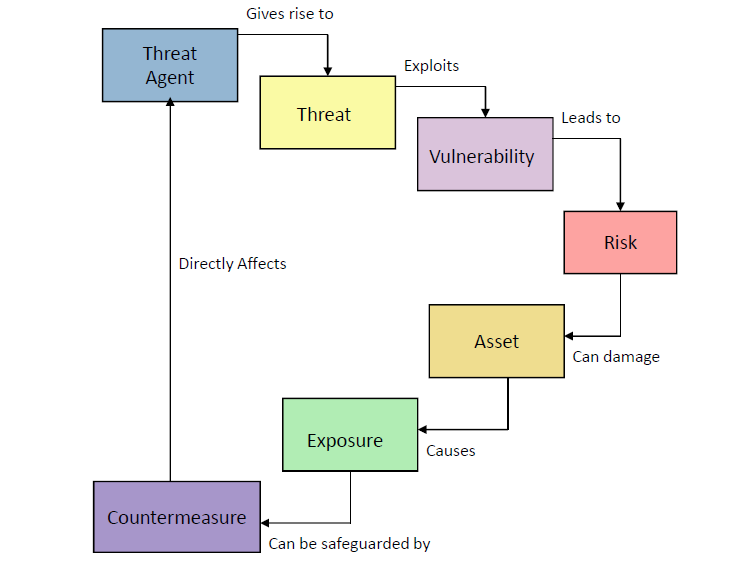 Gives rise to
Threat
Agent
Exploits
Threat
Leads to
Vulnerability
Risk
Directly Affects
Asset
Can damage
Exposure
Causes
Countermeasure
Can be safeguarded by